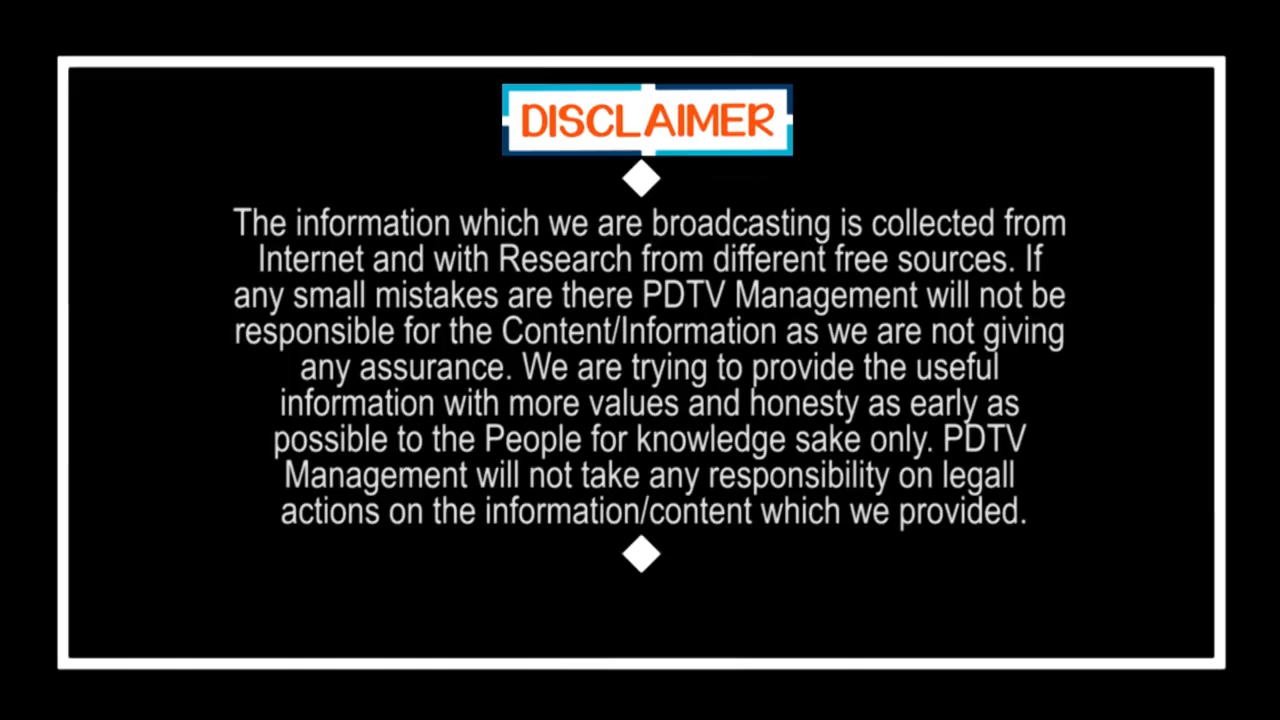 DISCLAIMER
The information which we are broadcasting is collected from
Internet and with Research from different free sources. If
any small mistakes are there PDTV Management will not be
responsible for the Content/Information as we are not giving
any assurance. We are trying to provide the useful
information with more values and honesty as early as
possible to the People for knowledge sake only. PDTV
Management will not take any responsibility on legall
actions on the information/content which we provided.